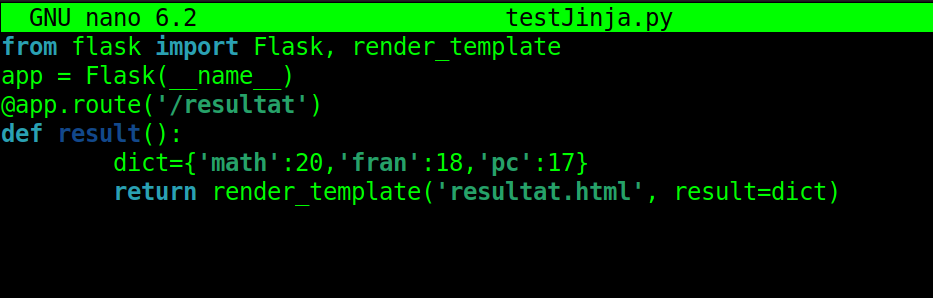 GNU nano 6.2 testJinja.py
from flask import Flask, render_template
app = Flask(__name__)
@app.route('/resultat')
def result():
        dict={'math':20,'fran':18,'pc':17}
        return render_template('resultat.html', result=dict)